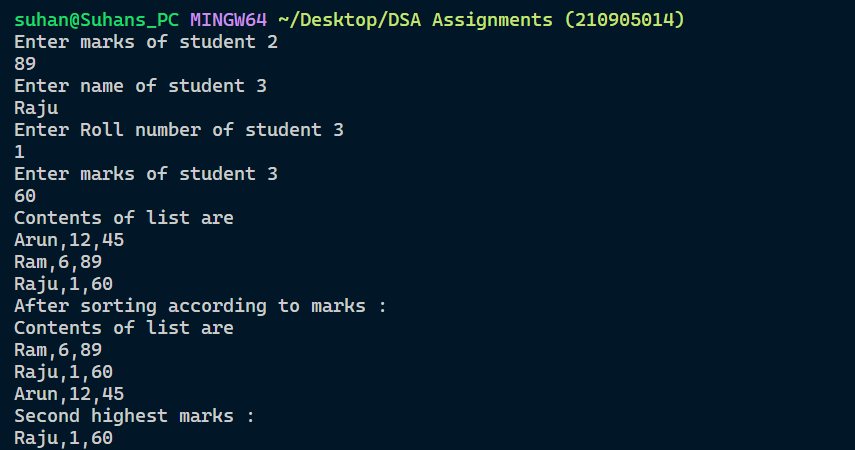 suhan@Suhans_PC MINGW64 ~/Desktop/DSA Assignments (210905014)
Enter marks of student 2
89
Enter name of student 3
Raju
Enter Roll number of student 3
1
Enter marks of student 3
60
Contents of list are
Arun,12,45
Ram,6,89
Raju,1,60
After sorting according to marks :
Contents of list are
Ram,6,89
Raju,1,60
Arun,12,45
Second highest marks :
Raju,1,60